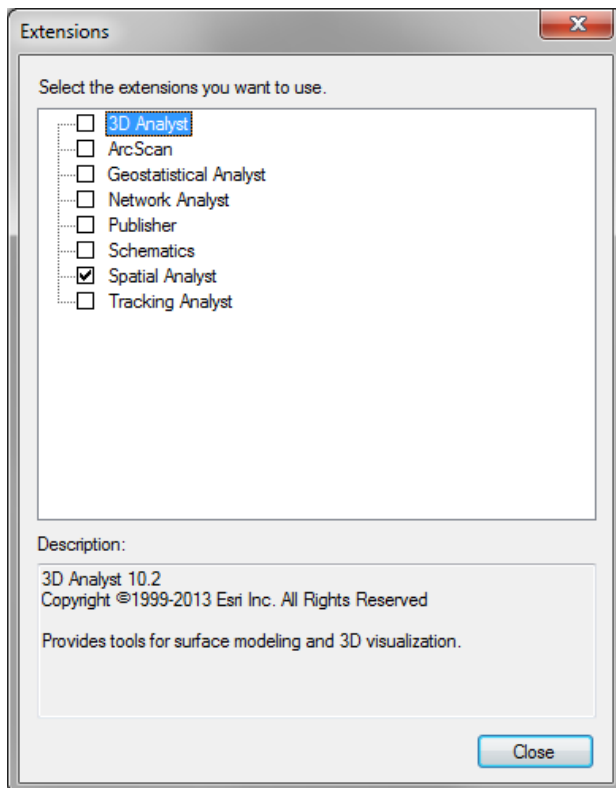 Extensions
Select the extensions you want to use.
3D Analyst
ArcScan
Geostatistical Analyst
Network Analyst
Publisher
Schematics
Spatial Analyst
Tracking Analyst
Description:
3D Analyst 10.2
Copyright ©1999-2013 Esri Inc. All Rights Reserved
Provides tools for surface modeling and 3D visualization.
Close